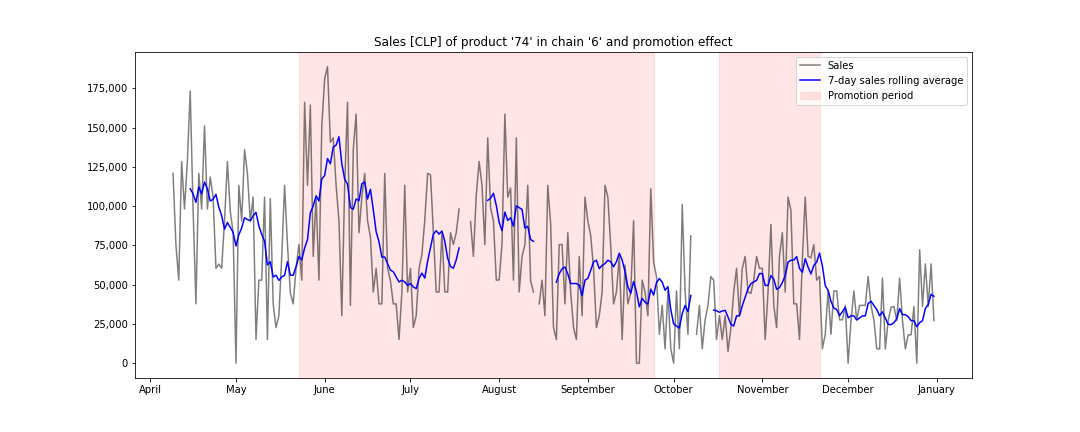 Sales [CLP] of product '74' in chain '6' and promotion effect
Sales
7-day sales rolling average
Promotion period
175,000
150,000
125,000
100,000
75,000
50,000
25,000
0
April May June July August September October November December January